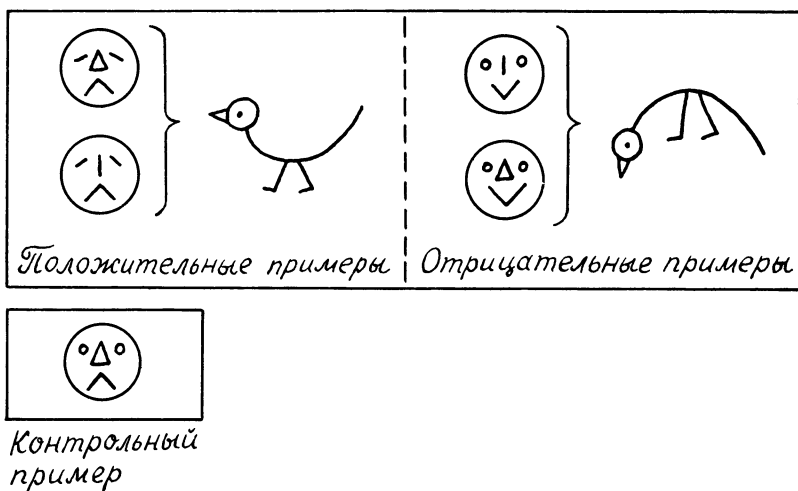 Положительные примеры
Отрицательные примеры
Контрольный
пример